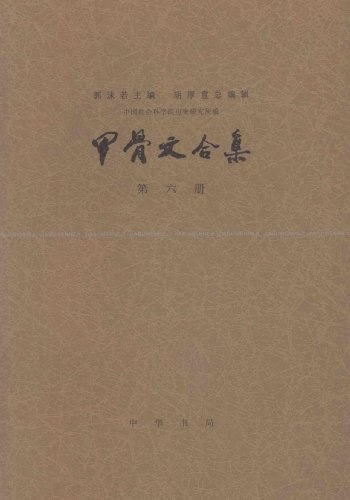 郭沫若主编 胡厚宣总编辑
中国社会科学院历史研究所编
甲骨文合集
第六册
中华书局